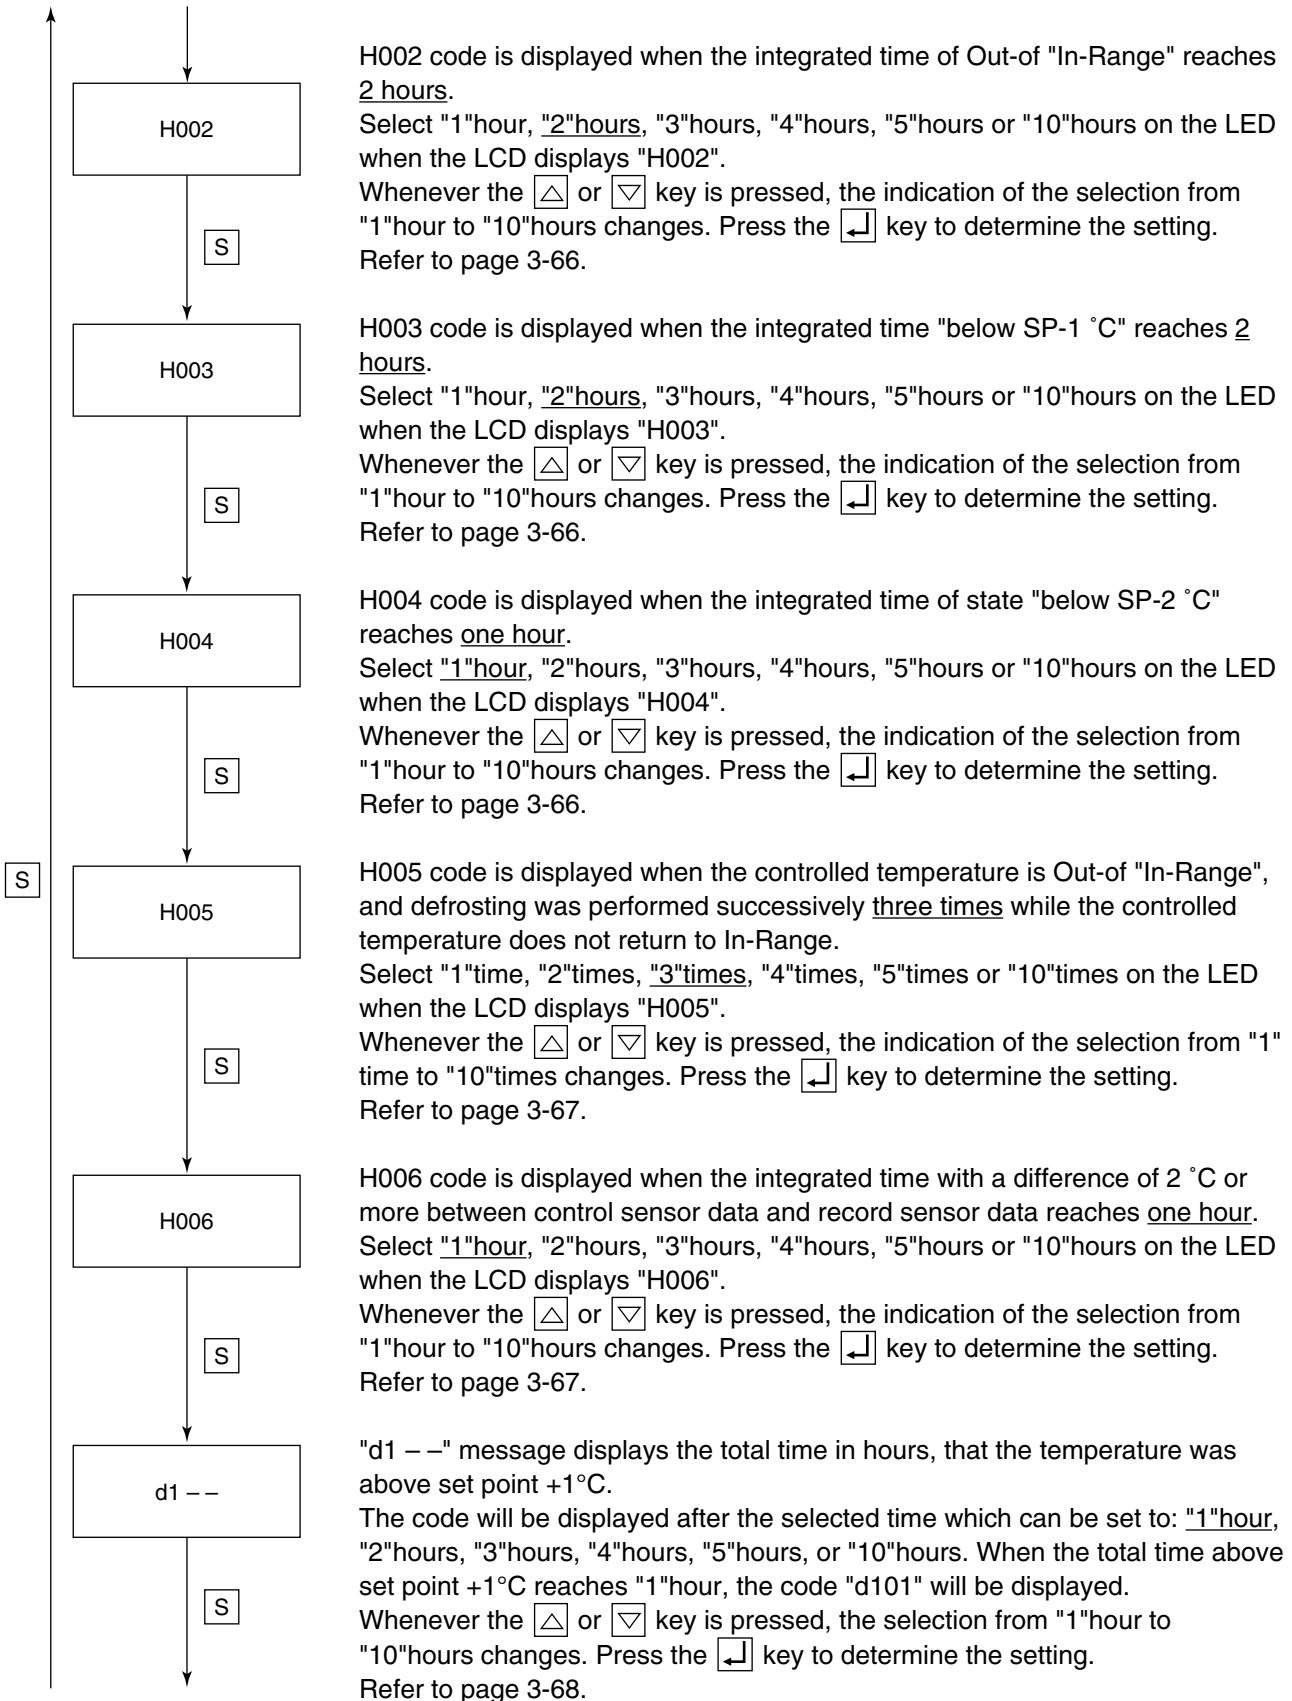 H002 code is displayed when the integrated time of Out-of "In-Range" reaches
2 hours.
H002
Select "1"hour, "2"hours, "3"hours, "4"hours, "5"hours or "10"hours on the LED
when the LCD displays "H002".
Whenever the △ or ▽ key is pressed, the indication of the selection from
"1"hour to "10"hours changes. Press the ↵ key to determine the setting.
S
Refer to page 3-66.
H003 code is displayed when the integrated time "below SP-1 ˚C" reaches 2
hours.
H003
Select "1"hour, "2"hours, "3"hours, "4"hours, "5"hours or "10"hours on the LED
when the LCD displays "H003".
Whenever the △ or ▽ key is pressed, the indication of the selection from
"1"hour to "10"hours changes. Press the ↵ key to determine the setting.
S
Refer to page 3-66.
H004 code is displayed when the integrated time of state "below SP-2 ˚C"
reaches one hour.
H004
Select "1"hour, "2"hours, "3"hours, "4"hours, "5"hours or "10"hours on the LED
when the LCD displays "H004".
Whenever the △ or ▽ key is pressed, the indication of the selection from
"1"hour to "10"hours changes. Press the ↵ key to determine the setting.
S
Refer to page 3-66.
S
H005 code is displayed when the controlled temperature is Out-of "In-Range",
H005
and defrosting was performed successively three times while the controlled
temperature does not return to In-Range.
Select "1"time, "2"times, "3"times, "4"times, "5"times or "10"times on the LED
when the LCD displays "H005".
Whenever the △ or ▽ key is pressed, the indication of the selection from "1"
S
time to "10"times changes. Press the ↵ key to determine the setting.
Refer to page 3-67.
H006 code is displayed when the integrated time with a difference of 2 ˚C or
H006
more between control sensor data and record sensor data reaches one hour.
Select "1"hour, "2"hours, "3"hours, "4"hours, "5"hours or "10"hours on the LED
when the LCD displays "H006".
Whenever the △ or ▽ key is pressed, the indication of the selection from
S
"1"hour to "10"hours changes. Press the ↵ key to determine the setting.
Refer to page 3-67.
"d1 – –" message displays the total time in hours, that the temperature was
above set point +1°C.
d1 – –
The code will be displayed after the selected time which can be set to: "1"hour,
"2"hours, "3"hours, "4"hours, "5"hours, or "10"hours. When the total time above
set point +1°C reaches "1"hour, the code "d101" will be displayed.
S
Whenever the △ or ▽ key is pressed, the selection from "1"hour to
"10"hours changes. Press the ↵ key to determine the setting.
Refer to page 3-68.